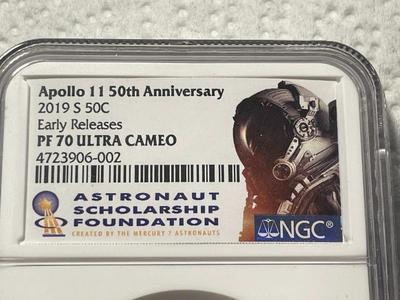 Apollo 11 50th Anniversary
2019 S 50C
Early Releases
PF 70 ULTRA CAMEO
4723906-002
ASTRONAUT
SCHOLARSHIP
FOUNDATION
CREATED BY THE MERCURY 7 ASTRONAUTS
NGC®